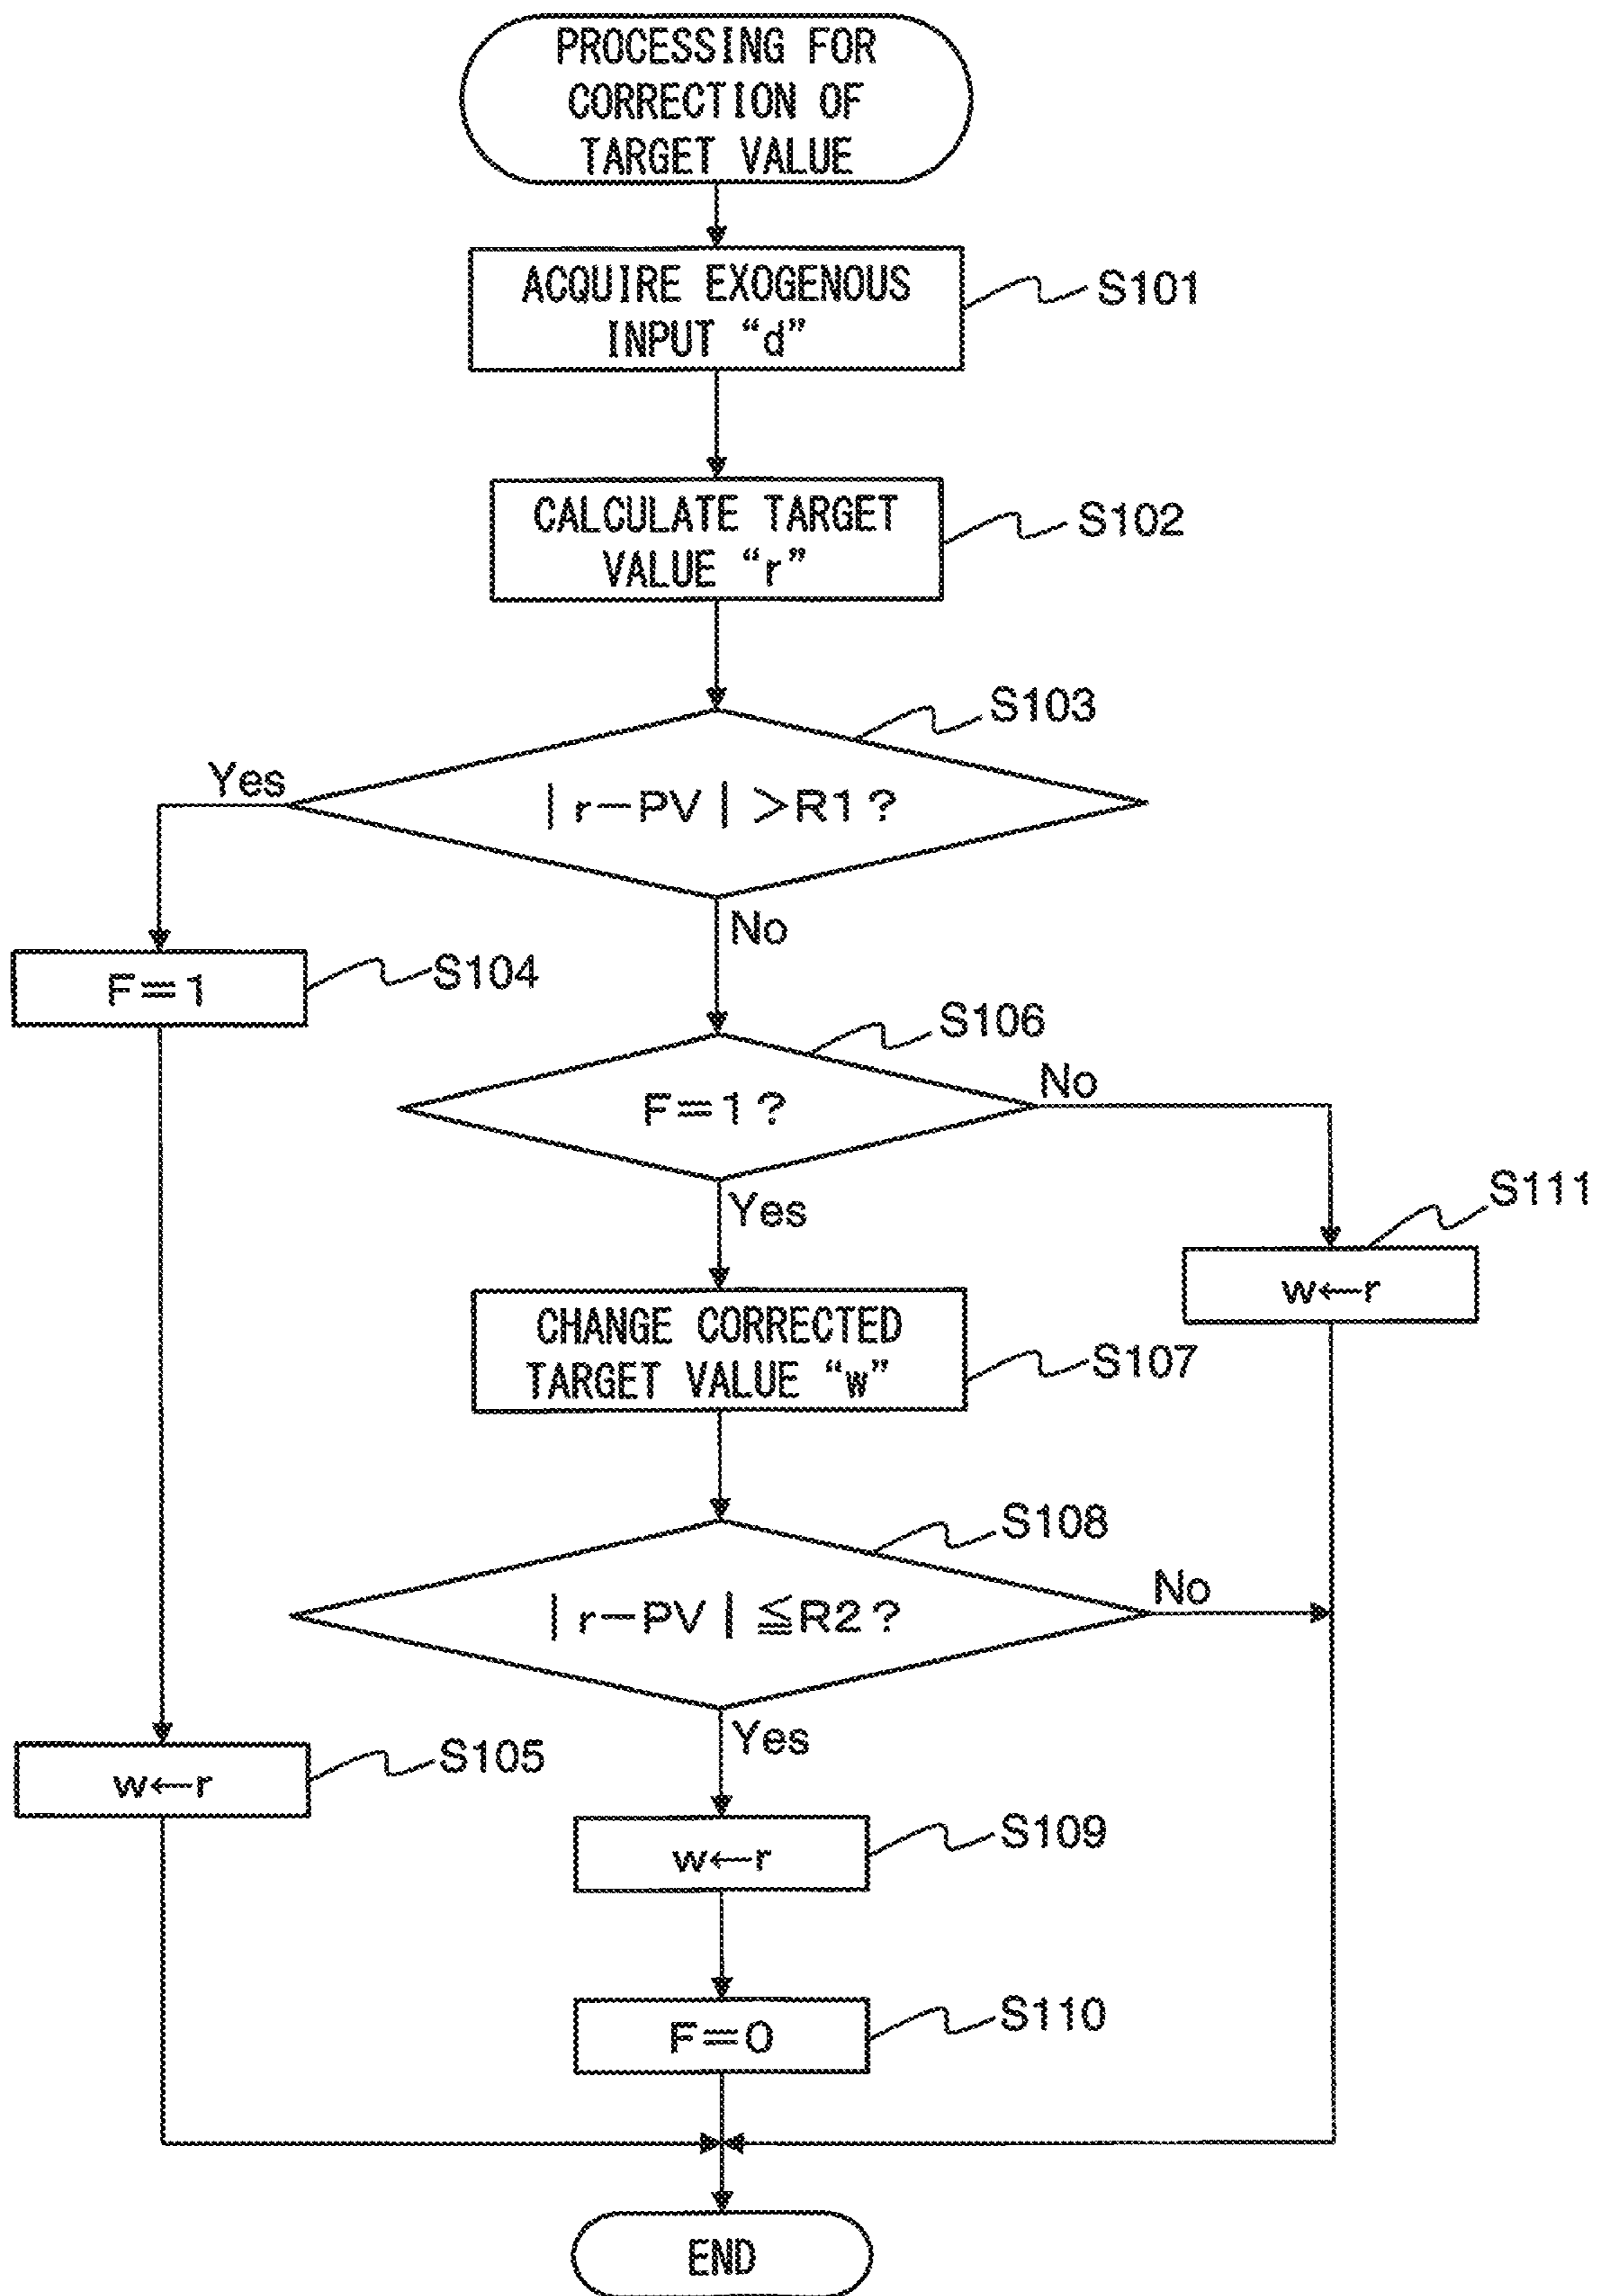 PROCESSING FOR
CORRECTION OF
TARGET VALUE
ACQUIRE EXOGENOUS
INPUT “d”
S101
CALCULATE TARGET
VALUE “r”
S102
S103
Yes
| r－PV | ＞R1？
No
F＝1
S104
S106
F＝1？
No
Yes
S111
w←r
CHANGE CORRECTED
TARGET VALUE “w”
S107
S108
| r－PV | ≦R2？
No
Yes
w←r
S105
w←r
S109
F＝0
S110
END